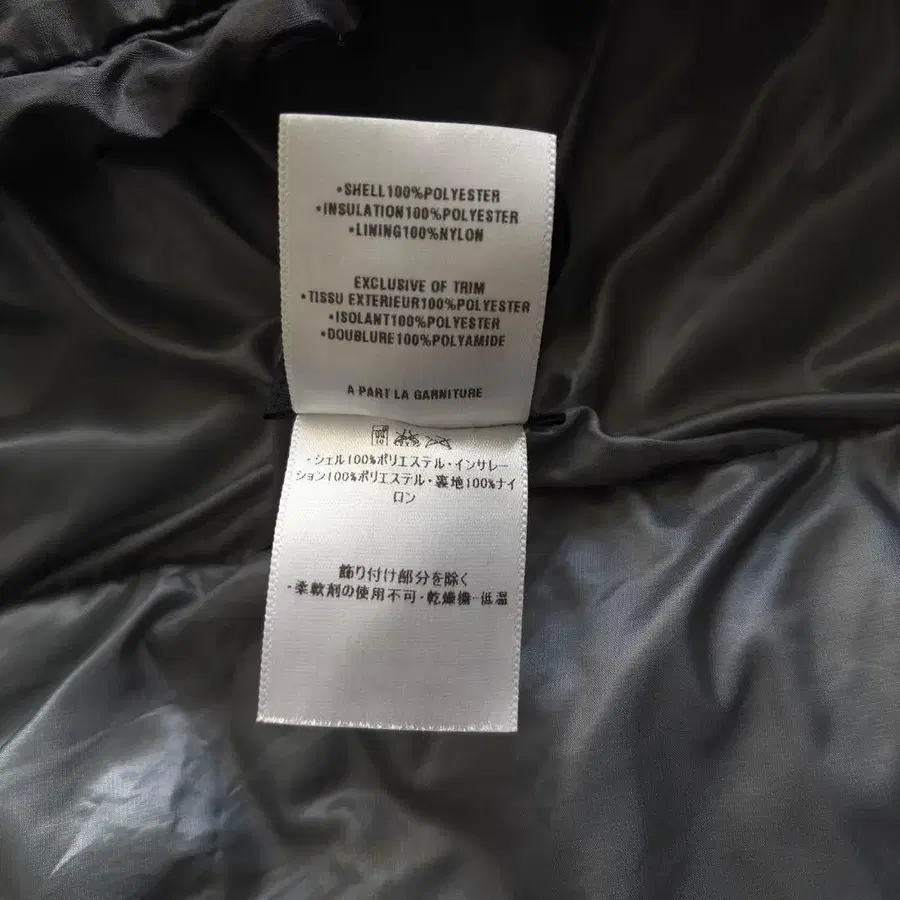 •SHELL100%POLYESTER
•INSULATION100%POLYESTER
•LINING100%NYLON
EXCLUSIVE OF TRIM
•TISSU EXTERIEUR100%POLYESTER
•ISOLANT100%POLYESTER
•DOUBLURE100%POLYAMIDE
A PART LA GARNITURE
・シェル100%ポリエステル・インサレー
ション100%ポリエステル・裏地100%ナイ
ロン
飾り付け部分を除く
・柔軟剤の使用不可・乾燥機・低温